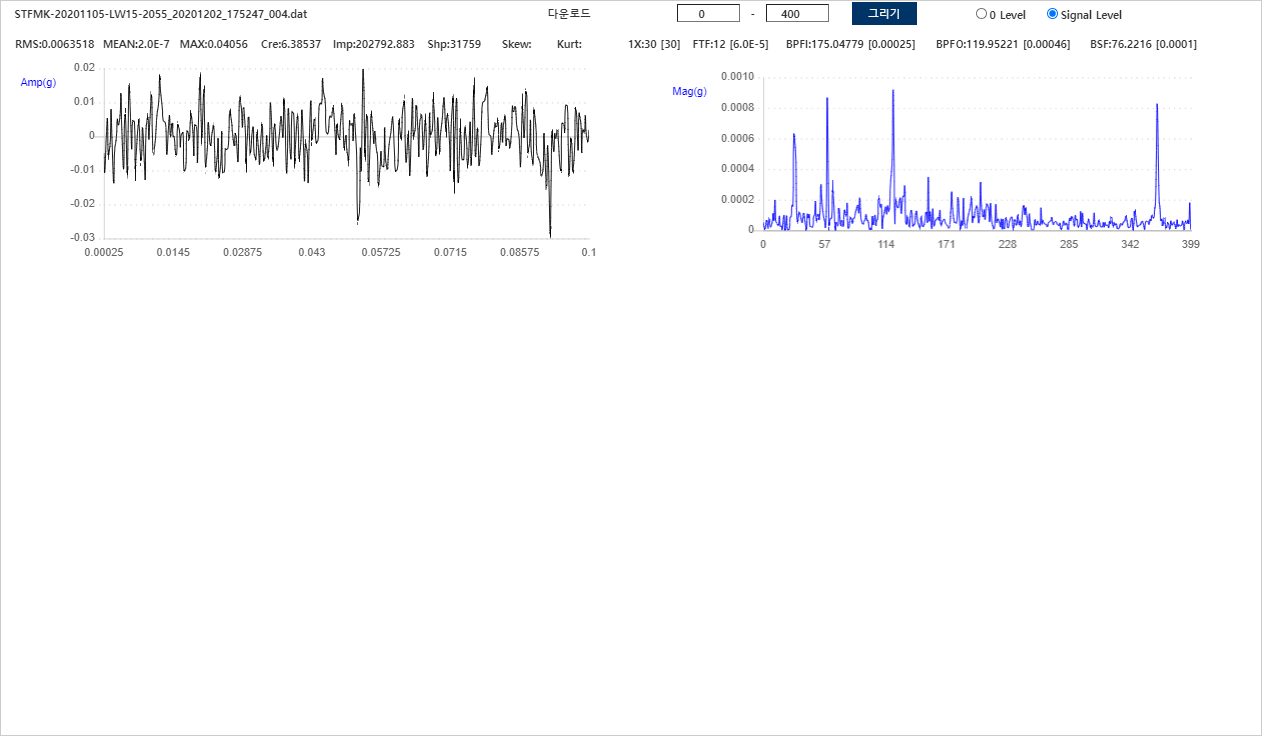 STFMK-20201105-LW15-2055_20201202_175247_004.dat 다운로드 0 - 400 그리기 0 Level Signal Level
RMS:0.0063518 MEAN:2.0E-7 MAX:0.04056 Cre:6.38537 Imp:202792.883 Shp:31759 Skew: Kurt: 1X:30 [30] FTF:12 [6.0E-5] BPFI:175.04779 [0.00025] BPFO:119.95221 [0.00046] BSF:76.2216 [0.0001]
Amp(g)
0.02
0.01
0
-0.01
-0.02
-0.03
0.00025 0.0145 0.02875 0.043 0.05725 0.0715 0.08575 0.1
Mag(g)
0.0010
0.0008
0.0006
0.0004
0.0002
0
0 57 114 171 228 285 342 399